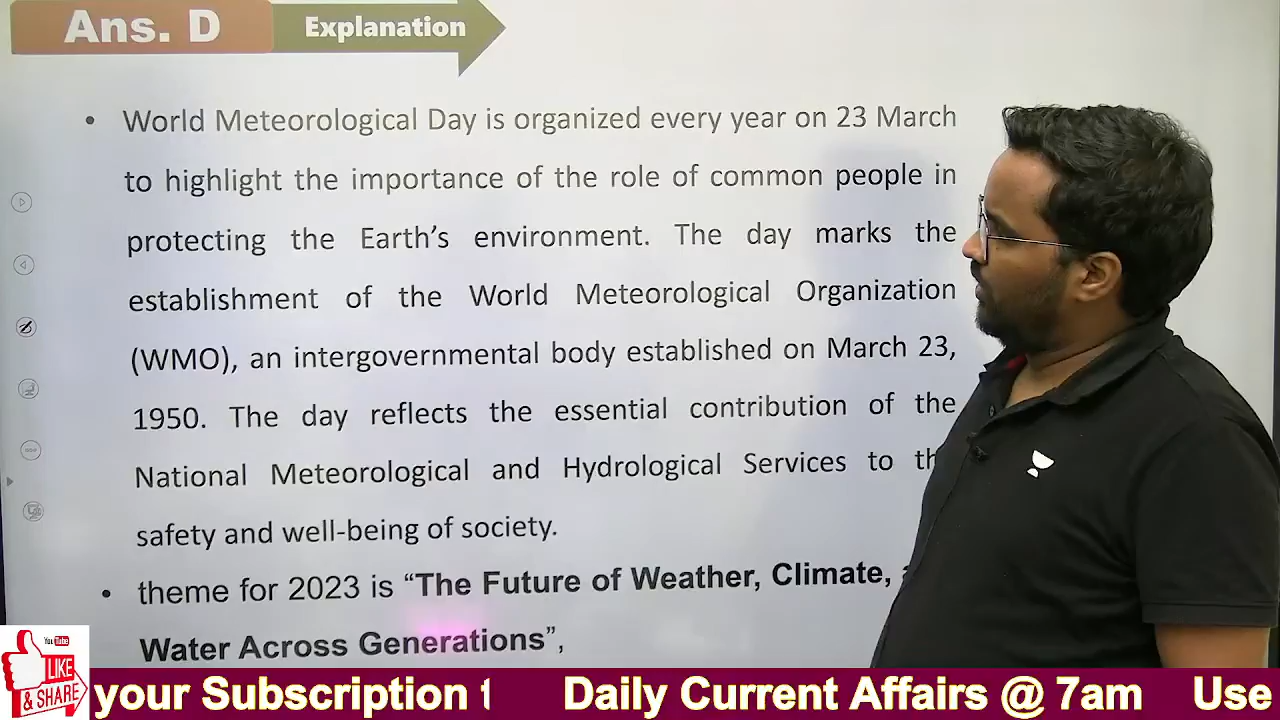 Ans. D
Explanation
• World Meteorological Day is organized every year on 23 March
to highlight the importance of the role of common people in
protecting the Earth's environment. The day marks the
establishment of the World Meteorological Organization
(WMO), an intergovernmental body established on March 23,
1950. The day reflects the essential contribution of the
National Meteorological and Hydrological Services to
safety and well-being of society.
• theme for 2023 is “The Future of Weather, Climate,
Water Across Generations”,
YouTube
LIKE
& SHARE
your Subscription
Daily Current Affairs @ 7am
Use